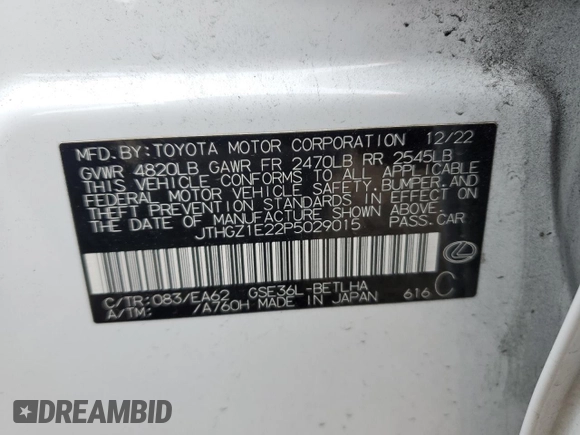 MFD.BY:TOYOTA MOTOR CORPORATION 12/22
GVWR 4820LB GAWR FR 2470LB RR 2545LB
THIS VEHICLE CONFORMS TO ALL APPLICABLE
FEDERAL MOTOR VEHICLE SAFETY,BUMPER,AND
THEFT PREVENTION STANDARDS IN EFFECT ON
THE DATE OF MANUFACTURE SHOWN ABOVE.
JTHGZ1E22P5029015 PASS.CAR
C/TR:083/EA62 GSE36L-BETLHA
A/TM: /A760H MADE IN JAPAN 616 C
DREAMBID